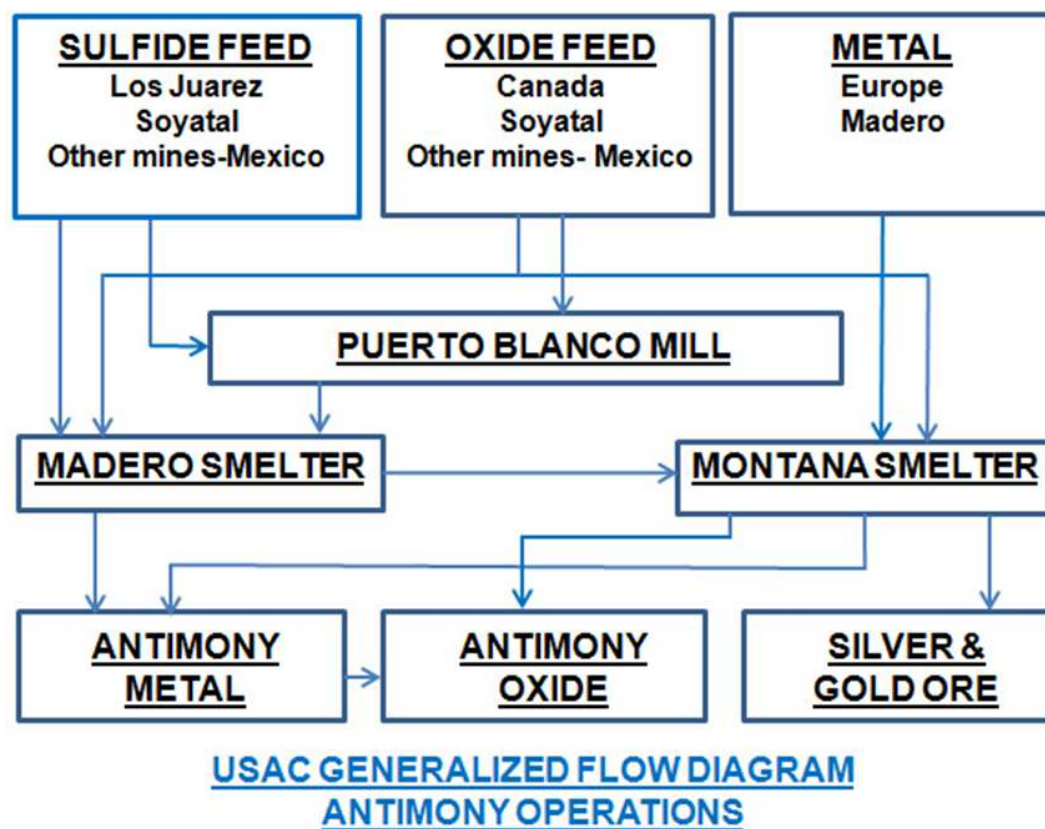 SULFIDE FEED
Los Juarez
Soyatal
Other mines-Mexico
OXIDE FEED
Canada
Soyatal
Other mines- Mexico
METAL
Europe
Madero
PUERTO BLANCO MILL
MADERO SMELTER
MONTANA SMELTER
ANTIMONY
METAL
ANTIMONY
OXIDE
SILVER &
GOLD ORE
USAC GENERALIZED FLOW DIAGRAM
ANTIMONY OPERATIONS